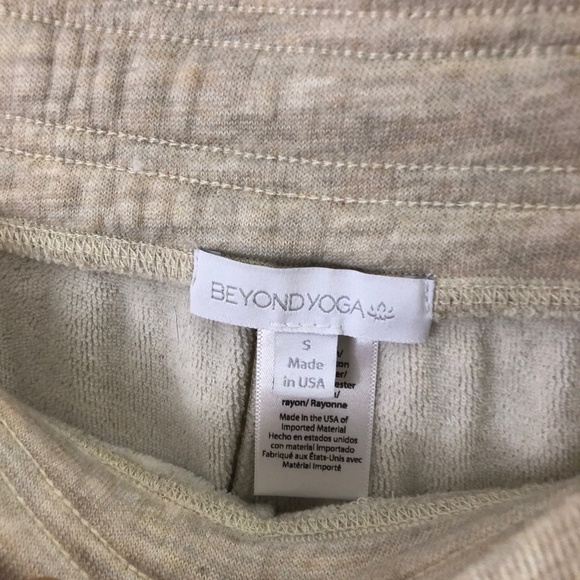 BEYOND YOGA
S
Made
in USA
rayon/ Rayonne
Made in the USA of
Imported Material
Hecho en estados unidos
con material importado
Fabriqué aux États-Unis avec
Matérial Importé